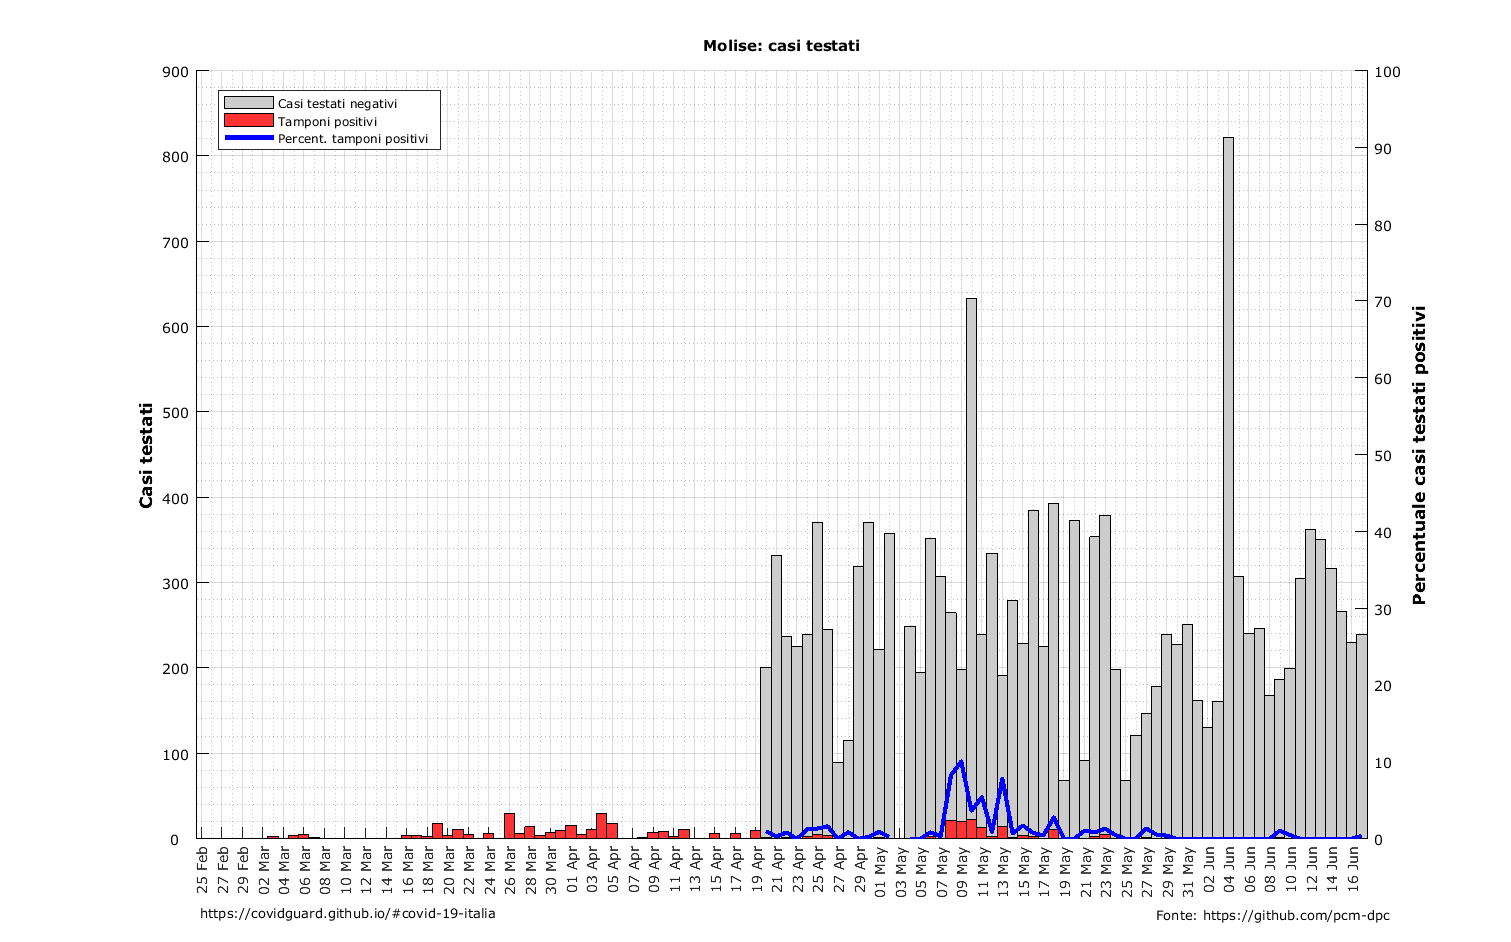 Molise: casi testati
Casi testati negativi
Tamponi positivi
Percent. tamponi positivi
Casi testati
900
800
700
600
500
400
300
200
100
0
100
90
80
70
60
50
40
30
20
10
0
Percentuale casi testati positivi
25 Feb
27 Feb
29 Feb
02 Mar
04 Mar
06 Mar
08 Mar
10 Mar
12 Mar
14 Mar
16 Mar
18 Mar
20 Mar
22 Mar
24 Mar
26 Mar
28 Mar
30 Mar
01 Apr
03 Apr
05 Apr
07 Apr
09 Apr
11 Apr
13 Apr
15 Apr
17 Apr
19 Apr
21 Apr
23 Apr
25 Apr
27 Apr
29 Apr
01 May
03 May
05 May
07 May
09 May
11 May
13 May
15 May
17 May
19 May
21 May
23 May
25 May
27 May
29 May
31 May
02 Jun
04 Jun
06 Jun
08 Jun
10 Jun
12 Jun
14 Jun
16 Jun
https://covidguard.github.io/#covid-19-italia
Fonte: https://github.com/pcm-dpc